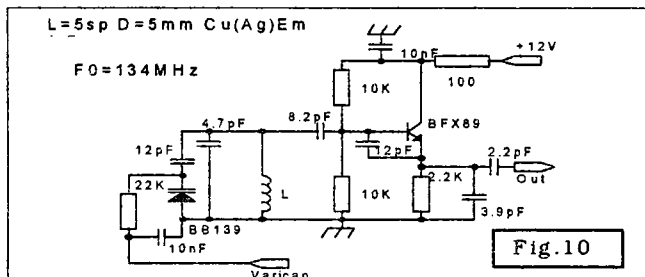 L=5sp D=5mm Cu(Ag)Em
F0=134MHz
10nF
+12V
100
10K
BFX89
8.2pF
4.7pF
12pF
12pF
2.2pF
Out
22K
L
10K
2.2K
3.9pF
BB139
10nF
Varicap
Fig.10